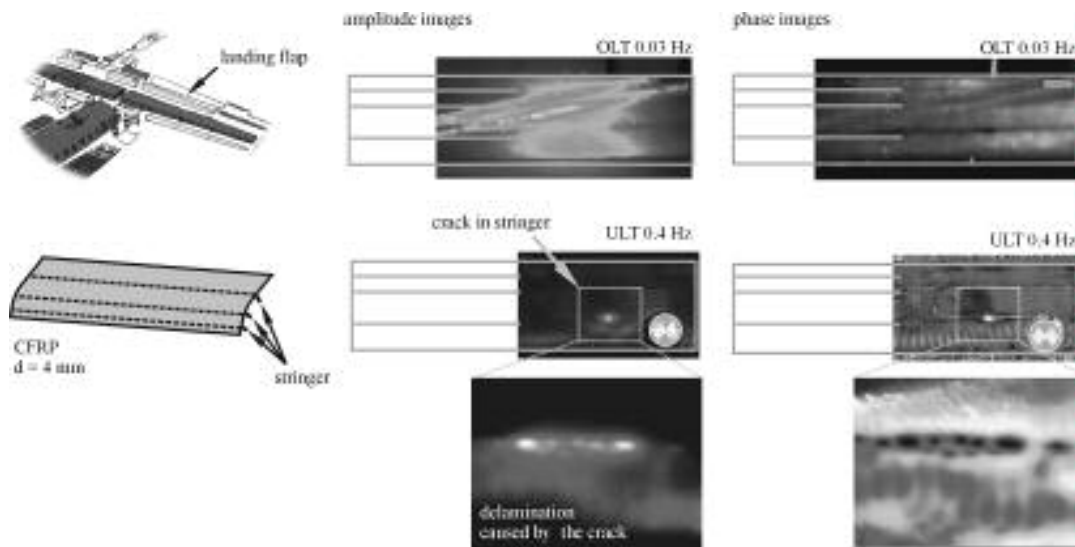 amplitude images
phase images
OLT 0.03 Hz
OLT 0.03 Hz
landing flap
crack in stringer
ULT 0.4 Hz
ULT 0.4 Hz
CFRP
d = 4 mm
stringer
delamination
caused by the crack